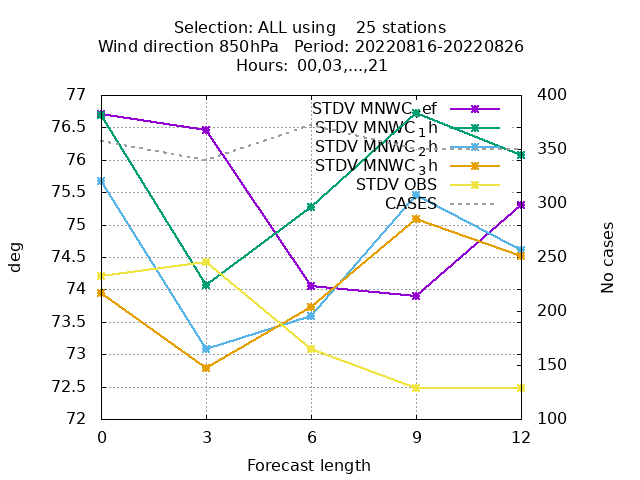 Selection: ALL using    25 stations
Wind direction 850hPa   Period: 20220816-20220826
Hours:  00,03,...,21
STDV MNWC_ef
STDV MNWC_1h
STDV MNWC_2h
STDV MNWC_3h
STDV OBS
CASES
77
76.5
76
75.5
75
74.5
74
73.5
73
72.5
72
400
350
300
250
200
150
100
0
3
6
9
12
deg
No cases
Forecast length